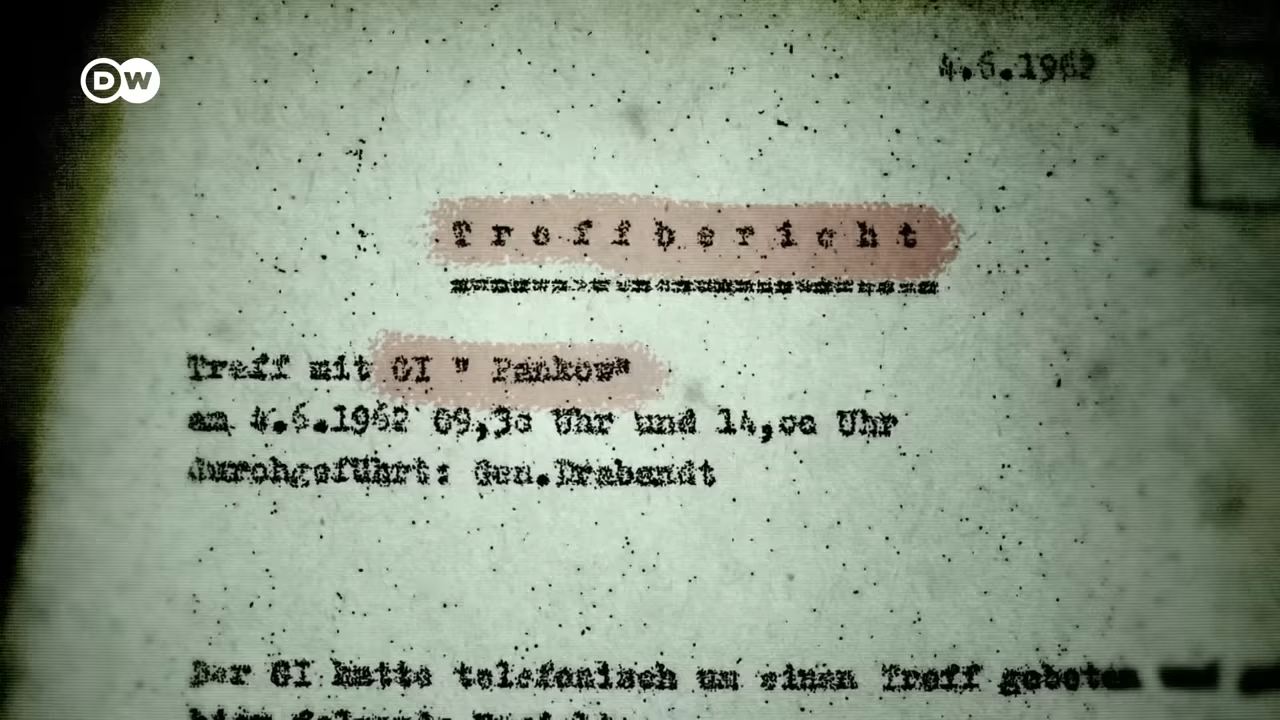 DW
4.6.1962
Treffbericht
Treff mit GI " Pankow"
am 4.6.1962 09,30 Uhr und 14,oo Uhr
durchgeführt: Gen.Brabandt
Der GI hatte telefonisch um einen Treff gebeten